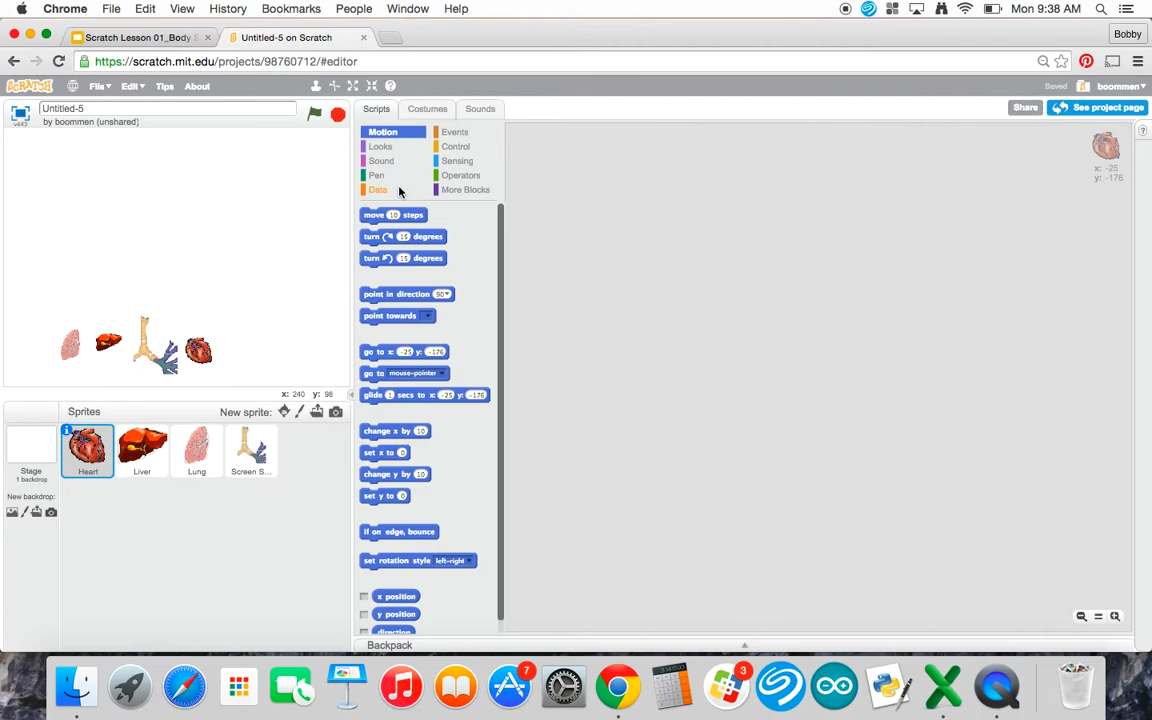 Chrome File Edit View History Bookmarks People Window Help Mon 9:38 AM
Scratch Lesson 01_Body S
Untitled-5 on Scratch
Bobby
https://scratch.mit.edu/projects/98760712/#editor
SCRATCH File Edit Tips About Saved boommen
Untitled-5
by boommen (unshared)
v443
Scripts Costumes Sounds
Share See project page
Motion Events
Looks Control
Sound Sensing
Pen Operators
Data More Blocks
x: -25
y: -176
move 10 steps
turn 15 degrees
turn 15 degrees
point in direction 90
point towards
go to x: -25 y: -176
go to mouse-pointer
glide 1 secs to x: -25 y: -176
change x by 10
set x to 0
change y by 10
set y to 0
if on edge, bounce
set rotation style left-right
x position
y position
direction
x: 240 y: 98
Sprites New sprite:
Stage
1 backdrop
New backdrop:
Heart Liver Lung Screen S...
Backpack
7
3